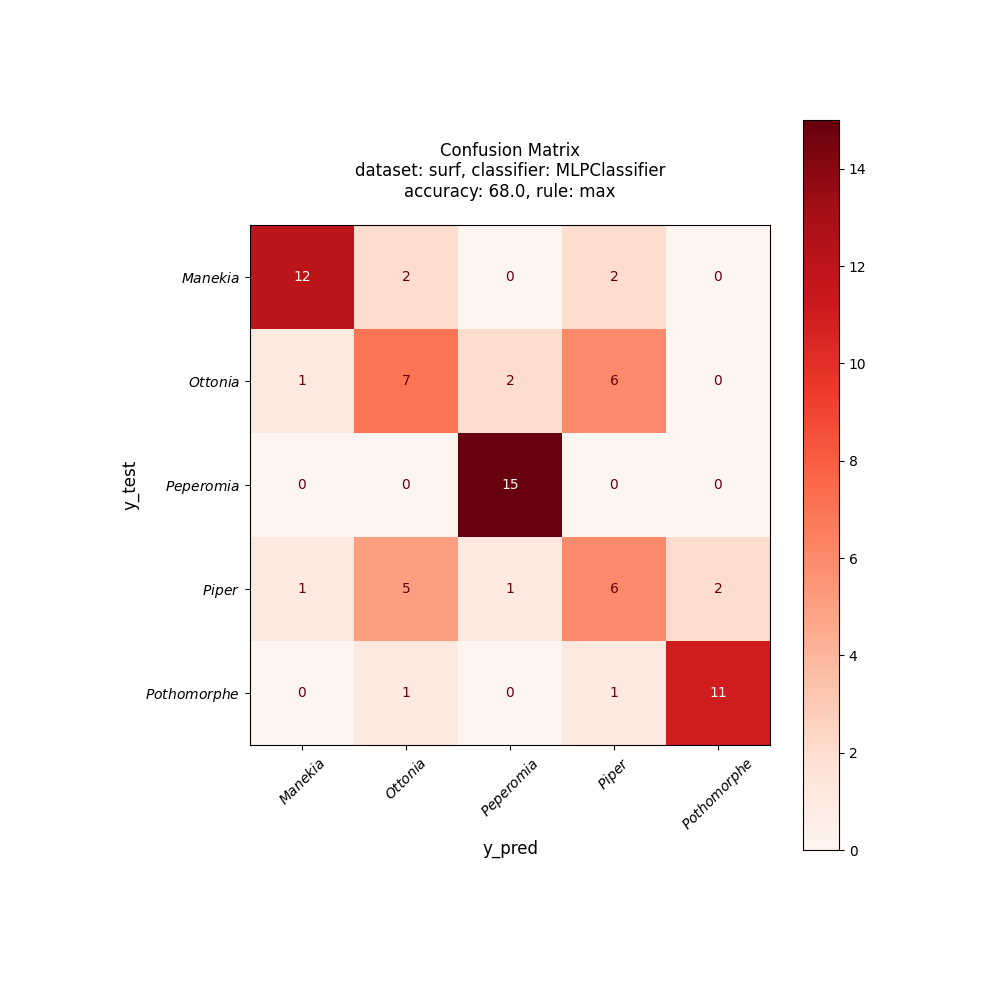 Confusion Matrix
dataset: surf, classifier: MLPClassifier
accuracy: 68.0, rule: max
Manekia 12 2 0 2 0
Ottonia 1 7 2 6 0
Peperomia 0 0 15 0 0
Piper 1 5 1 6 2
Pothomorphe 0 1 0 1 11
Manekia Ottonia Peperomia Piper Pothomorphe
y_test
y_pred
14
12
10
8
6
4
2
0